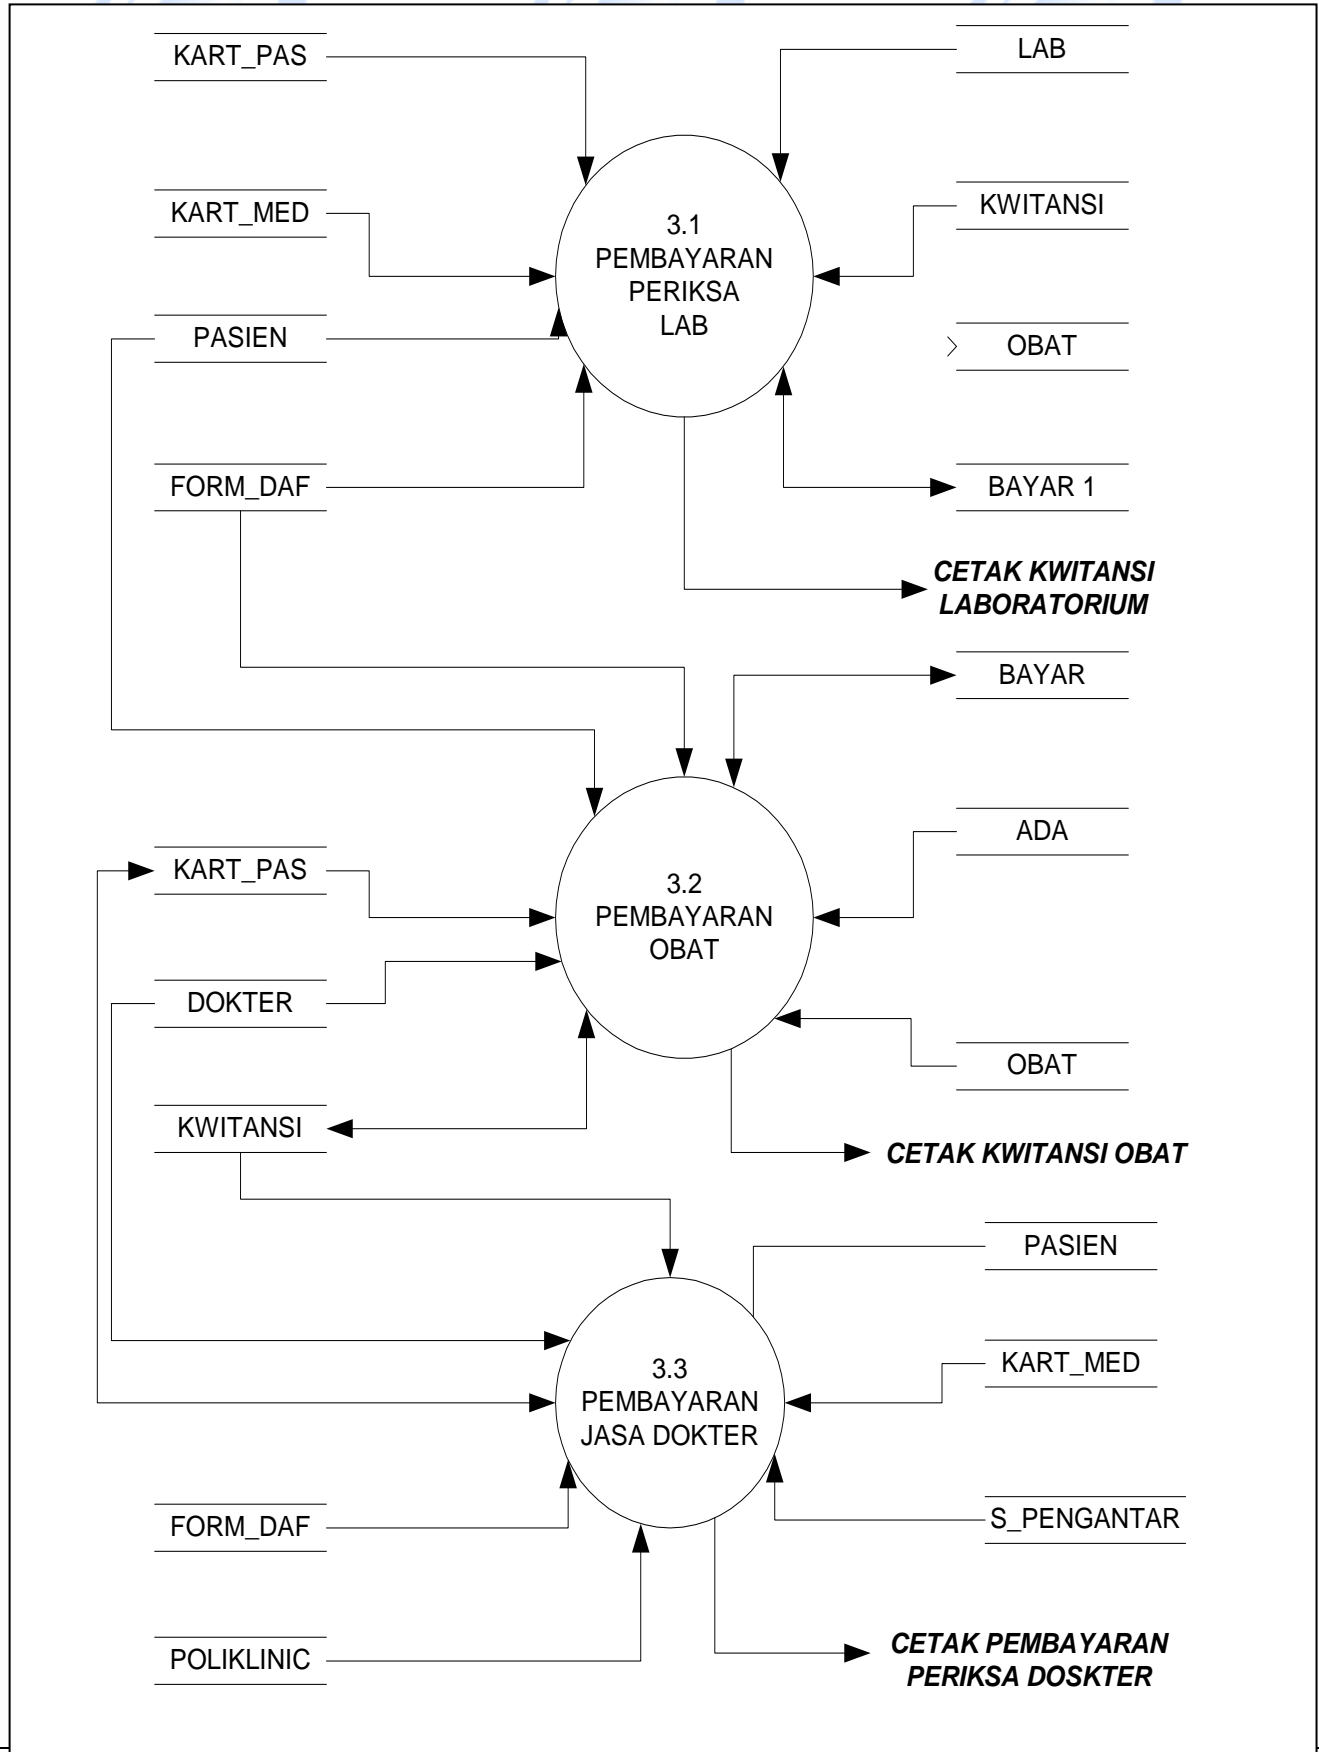 KART_PAS
LAB
KART_MED
KWITANSI
3.1
PEMBAYARAN
PERIKSA
LAB
PASIEN
OBAT
FORM_DAF
BAYAR 1
CETAK KWITANSI
LABORATORIUM
BAYAR
ADA
KART_PAS
3.2
PEMBAYARAN
OBAT
DOKTER
OBAT
KWITANSI
CETAK KWITANSI OBAT
PASIEN
KART_MED
3.3
PEMBAYARAN
JASA DOKTER
FORM_DAF
S_PENGANTAR
POLIKLINIC
CETAK PEMBAYARAN
PERIKSA DOSKTER